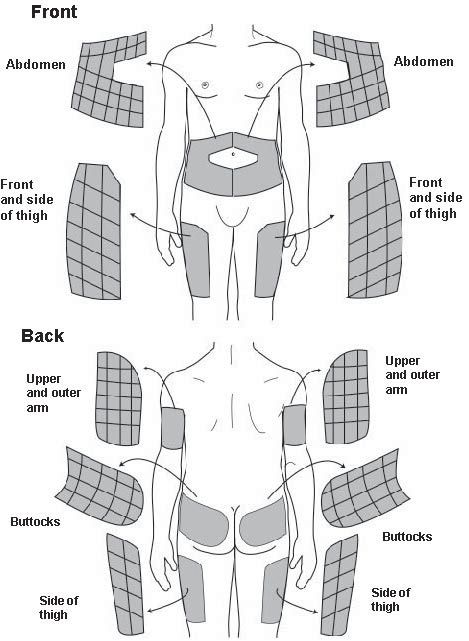 Front
Abdomen
Abdomen
Front
and side
of thigh
Front
and side
of thigh
Back
Upper
and outer
arm
Upper
and outer
arm
Buttocks
Buttocks
Side of
thigh
Side of
thigh